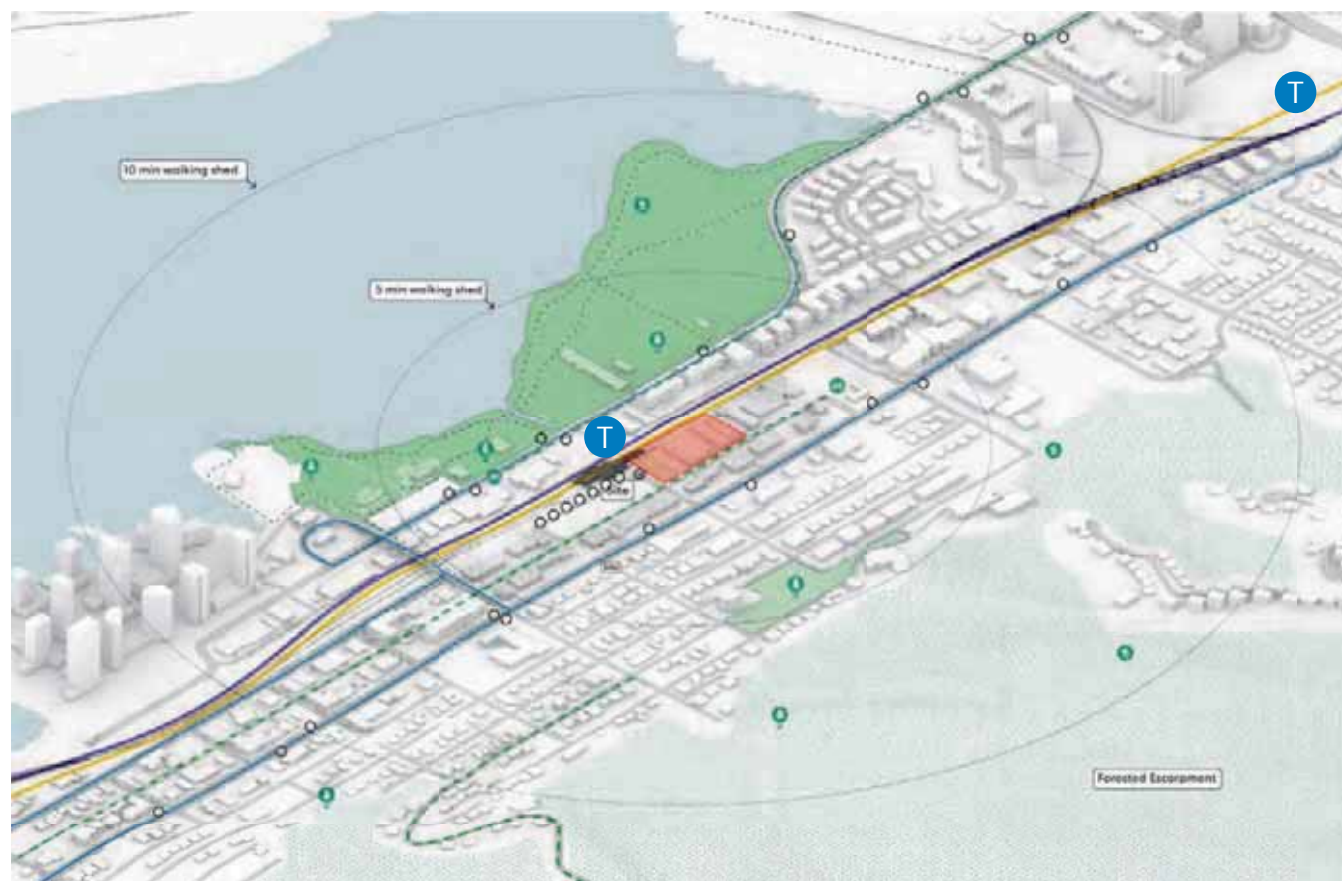 T
10 min walking shed
5 min walking shed
T
Site
Forested Escarpment